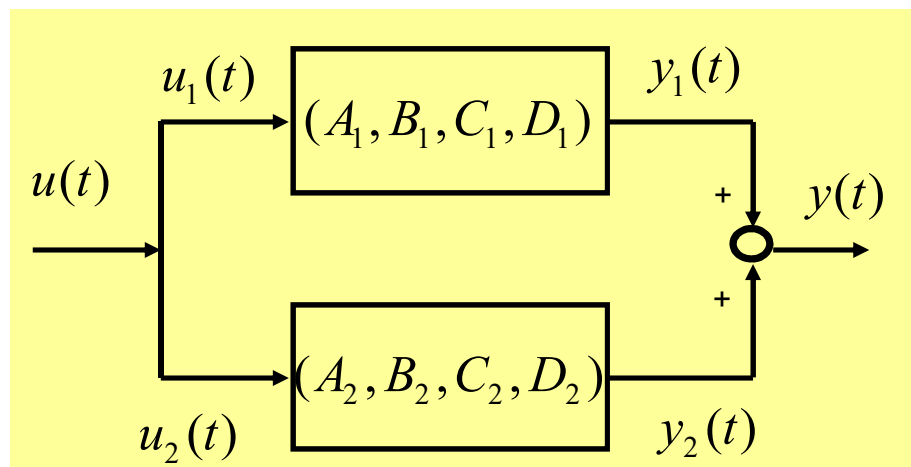 u₁(t)
(A₁, B₁, C₁, D₁)
y₁(t)
u(t)
+
y(t)
+
(A₂, B₂, C₂, D₂)
u₂(t)
y₂(t)